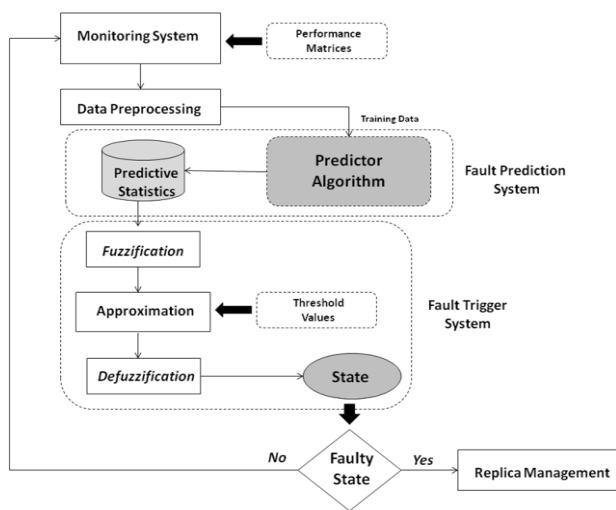 Monitoring System
Performance
Matrices
Data Preprocessing
Training Data
Predictive
Statistics
Predictor
Algorithm
Fault Prediction
System
Fuzzification
Approximation
Threshold
Values
Fault Trigger
System
Defuzzification
State
No
Faulty
State
Yes
Replica Management